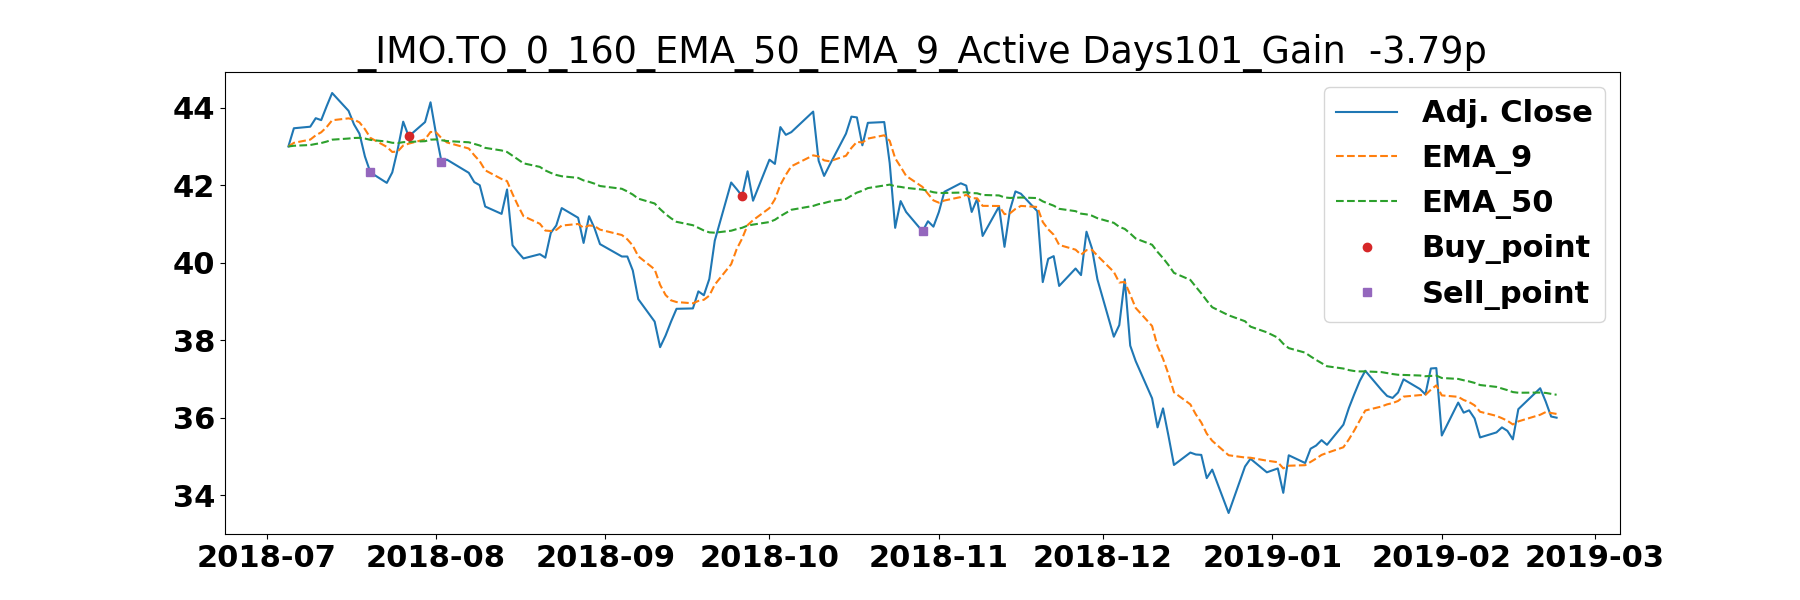 _IMO.TO_0_160_EMA_50_EMA_9_Active Days101_Gain  -3.79p
44
42
40
38
36
34
2018-07 2018-08 2018-09 2018-10 2018-11 2018-12 2019-01 2019-02 2019-03
Adj. Close
EMA_9
EMA_50
Buy_point
Sell_point